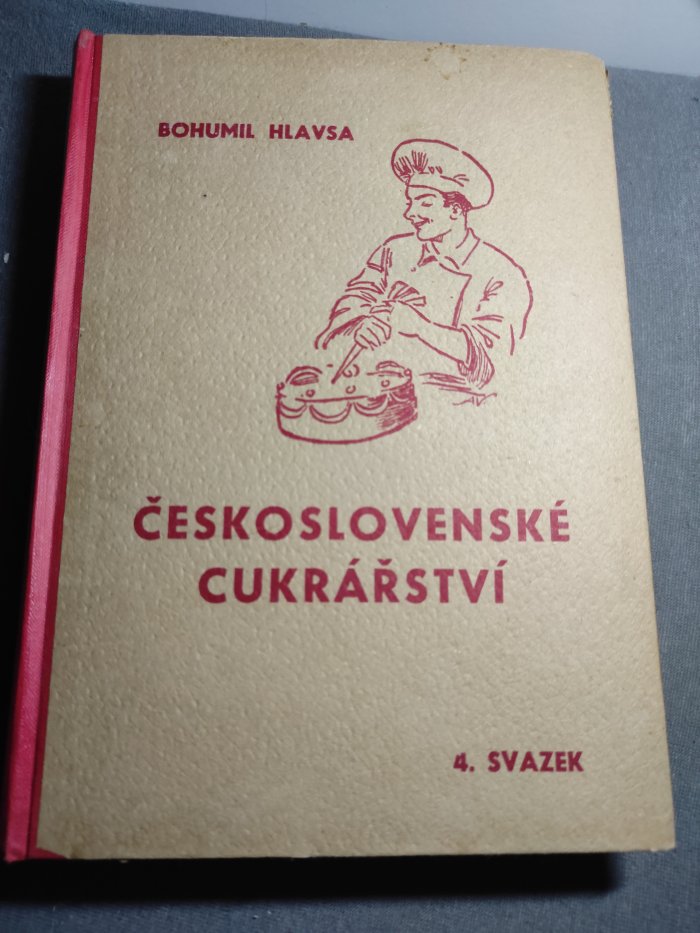 BOHUMIL HLAVSA
ČESKOSLOVENSKÉ
CUKRÁŘSTVÍ
4. SVAZEK